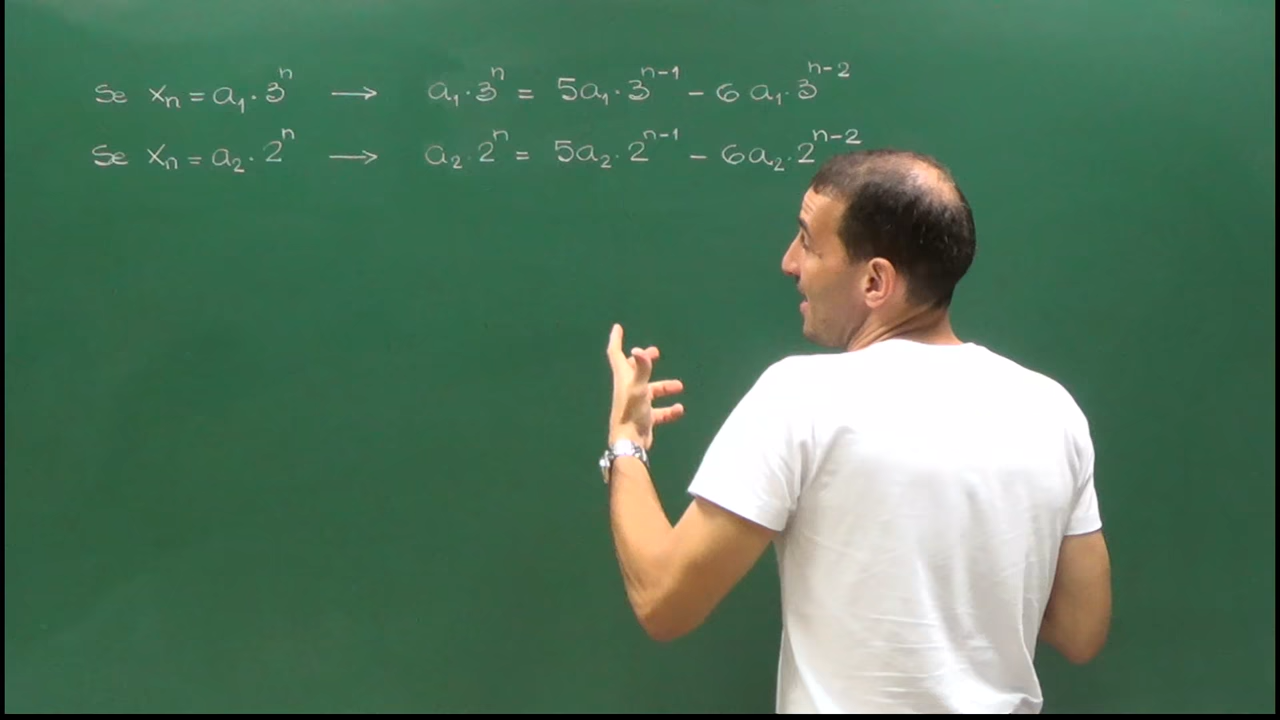 Se xₙ = a₁·3ⁿ → a₁·3ⁿ = 5a₁·3ⁿ⁻¹ − 6a₁·3ⁿ⁻²
Se xₙ = a₂·2ⁿ → a₂·2ⁿ = 5a₂·2ⁿ⁻¹ − 6a₂·2ⁿ⁻²